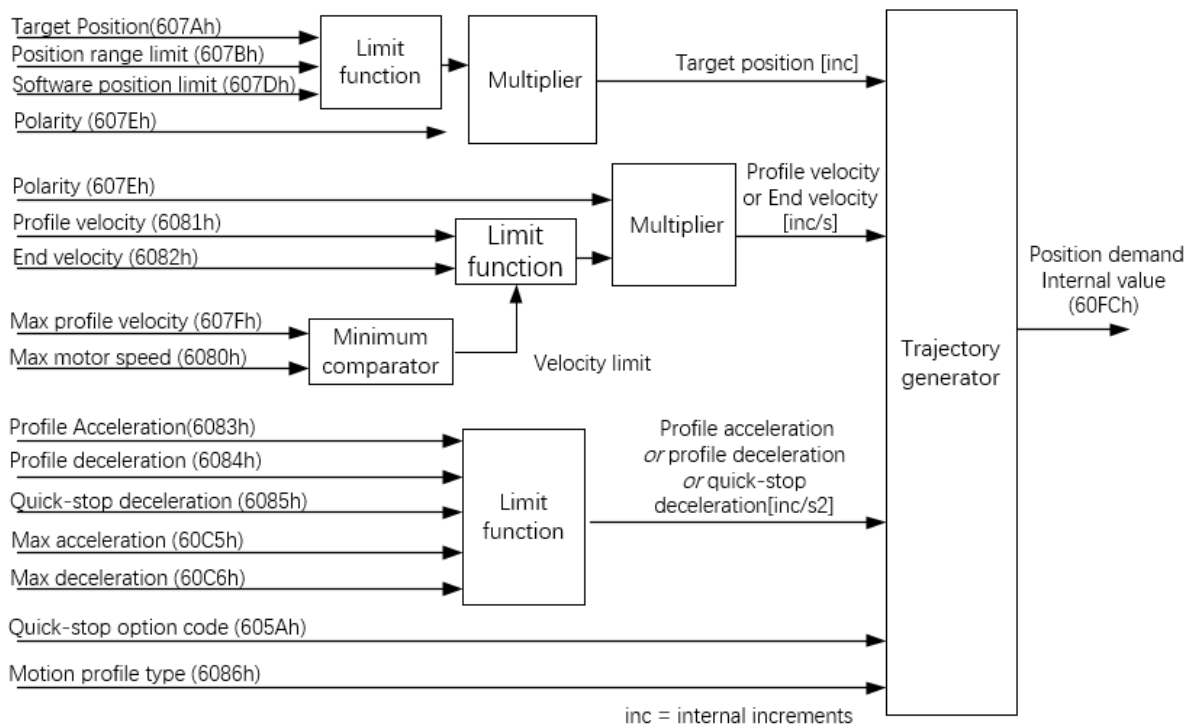 Target Position(607Ah)
Position range limit (607Bh)
Software position limit (607Dh)
Polarity (607Eh)
Limit
function
Multiplier
Target position [inc]
Polarity (607Eh)
Profile velocity (6081h)
End velocity (6082h)
Limit
function
Multiplier
Profile velocity
or End velocity
[inc/s]
Max profile velocity (607Fh)
Max motor speed (6080h)
Minimum
comparator
Velocity limit
Profile Acceleration(6083h)
Profile deceleration (6084h)
Quick-stop deceleration (6085h)
Max acceleration (60C5h)
Max deceleration (60C6h)
Limit
function
Profile acceleration
or profile deceleration
or quick-stop
deceleration[inc/s2]
Quick-stop option code (605Ah)
Motion profile type (6086h)
Trajectory
generator
Position demand
Internal value
(60FCh)
inc = internal increments